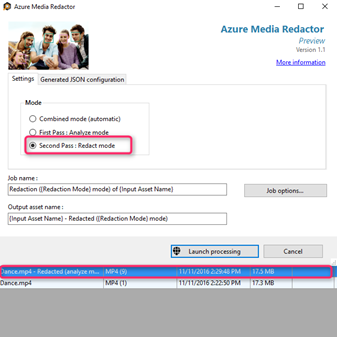 Azure Media Redactor
Azure Media Redactor
Preview
Version 1.1
More information
Settings
Generated JSON configuration
Mode
Combined mode (automatic)
First Pass : Analyze mode
Second Pass : Redact mode
Job name :
Redaction ({Redaction Mode} mode) of {Input Asset Name}
Job options...
Output asset name :
{Input Asset Name} - Redacted ({Redaction Mode} mode)
Launch processing
Cancel
Dance.mp4 - Redacted (analyze m... MP4 (9) 11/11/2016 2:29:48 PM 17.5 MB
Dance.mp4 MP4 (1) 11/11/2016 2:22:50 PM 17.3 MB